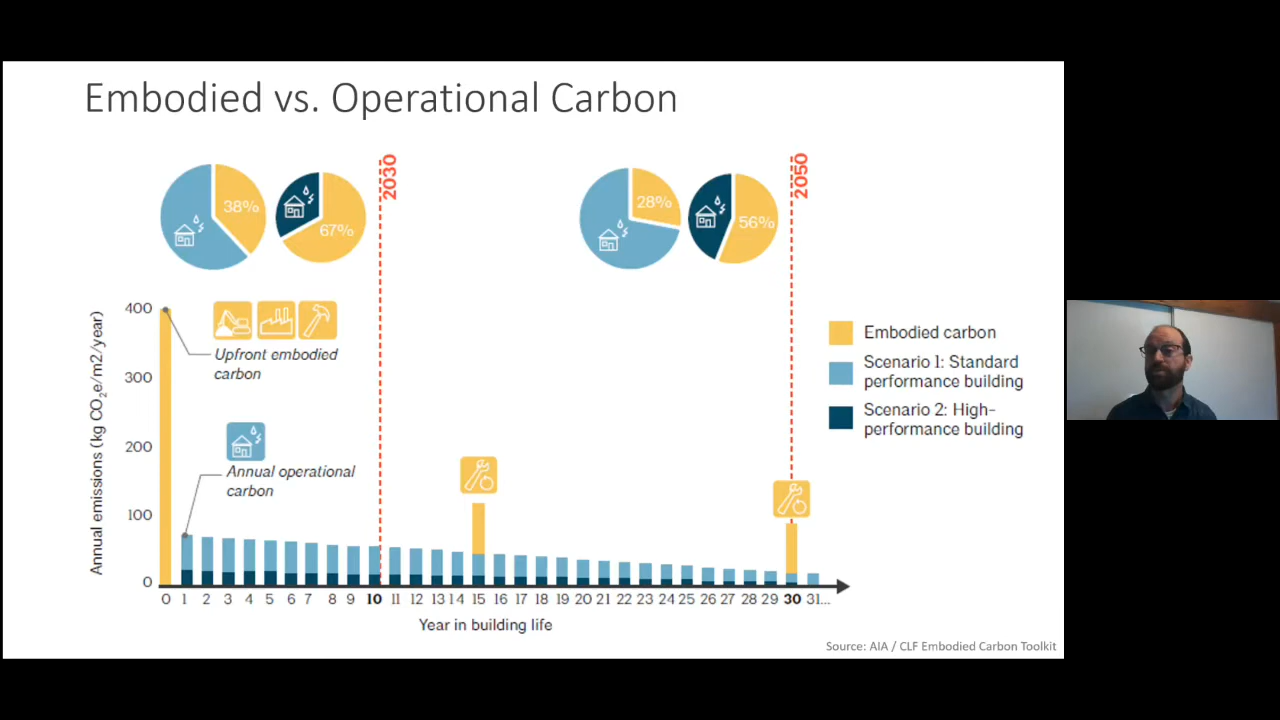 Embodied vs. Operational Carbon
2030
2050
38%
67%
28%
56%
400
300
200
100
0
Annual emissions (kg CO₂e/m2/year)
Upfront embodied
carbon
Annual operational
carbon
Embodied carbon
Scenario 1: Standard
performance building
Scenario 2: High-
performance building
0 1 2 3 4 5 6 7 8 9 10 11 12 13 14 15 16 17 18 19 20 21 22 23 24 25 26 27 28 29 30 31...
Year in building life
Source: AIA / CLF Embodied Carbon Toolkit